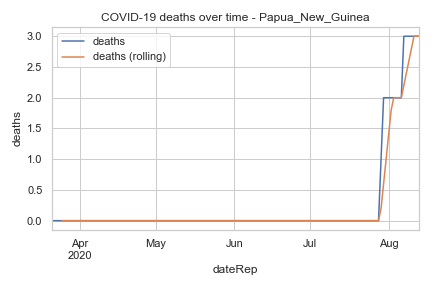 COVID-19 deaths over time - Papua_New_Guinea
deaths
deaths (rolling)
3.0
2.5
2.0
1.5
1.0
0.5
0.0
deaths
Apr
2020
May
Jun
Jul
Aug
dateRep